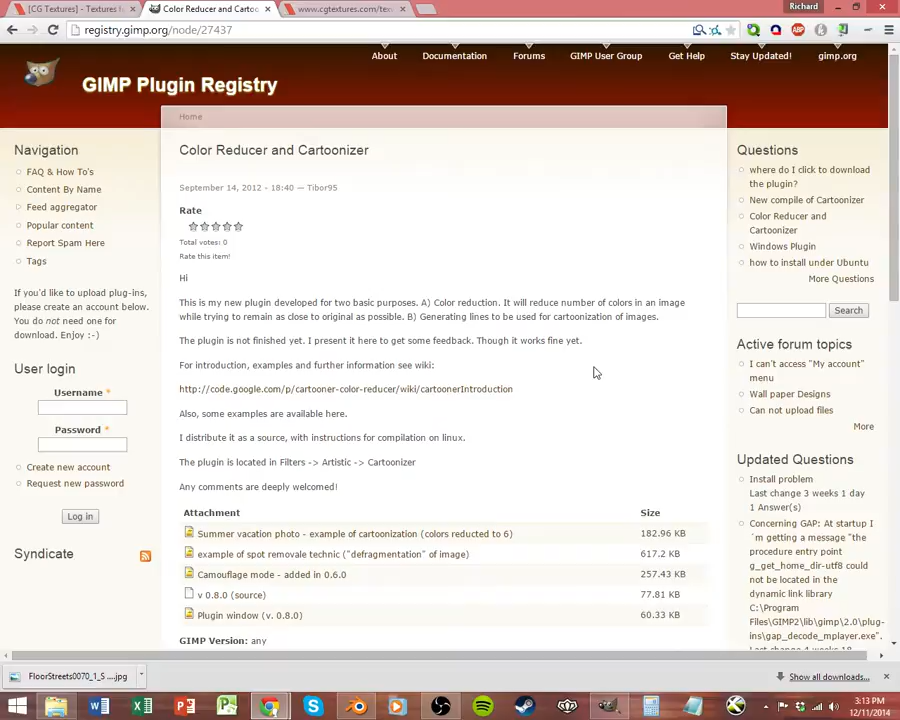 [CG Textures] - Textures f
Color Reducer and Cartoo
www.cgtextures.com/tex
Richard
registry.gimp.org/node/27437
About
Documentation
Forums
GIMP User Group
Get Help
Stay Updated!
gimp.org
GIMP Plugin Registry
Home
Navigation
FAQ & How To's
Content By Name
Feed aggregator
Popular content
Report Spam Here
Tags
If you'd like to upload plug-ins,
please create an account below.
You do not need one for
download. Enjoy :-)
User login
Username *
Password *
Create new account
Request new password
Log in
Syndicate
Color Reducer and Cartoonizer
September 14, 2012 - 18:40 — Tibor95
Rate
Total votes: 0
Rate this item!
Hi
This is my new plugin developed for two basic purposes. A) Color reduction. It will reduce number of colors in an image
while trying to remain as close to original as possible. B) Generating lines to be used for cartoonization of images.
The plugin is not finished yet. I present it here to get some feedback. Though it works fine yet.
For introduction, examples and further information see wiki:
http://code.google.com/p/cartooner-color-reducer/wiki/cartoonerIntroduction
Also, some examples are available here.
I distribute it as a source, with instructions for compilation on linux.
The plugin is located in Filters -> Artistic -> Cartoonizer
Any comments are deeply welcomed!
Attachment Size
Summer vacation photo - example of cartoonization (colors reducted to 6) 182.96 KB
example of spot removale technic ("defragmentation" of image) 617.2 KB
Camouflage mode - added in 0.6.0 257.43 KB
v 0.8.0 (source) 77.81 KB
Plugin window (v. 0.8.0) 60.33 KB
GIMP Version: any
Questions
where do I click to download
the plugin?
New compile of Cartoonizer
Color Reducer and
Cartoonizer
Windows Plugin
how to install under Ubuntu
More Questions
Search
Active forum topics
I can't access "My account"
menu
Wall paper Designs
Can not upload files
More
Updated Questions
Install problem
Last change 3 weeks 1 day
1 Answer(s)
Concerning GAP: At startup I
´m getting a message "the
procedure entry point
g_get_home_dir-utf8 could
not be located in the
dynamic link library
C:\Program
Files\GIMP2\lib\gimp\2.0\plug-
ins\gap_decode_mplayer.exe".
FloorStreets0070_1_S ....jpg
Show all downloads...
3:13 PM
12/11/2014